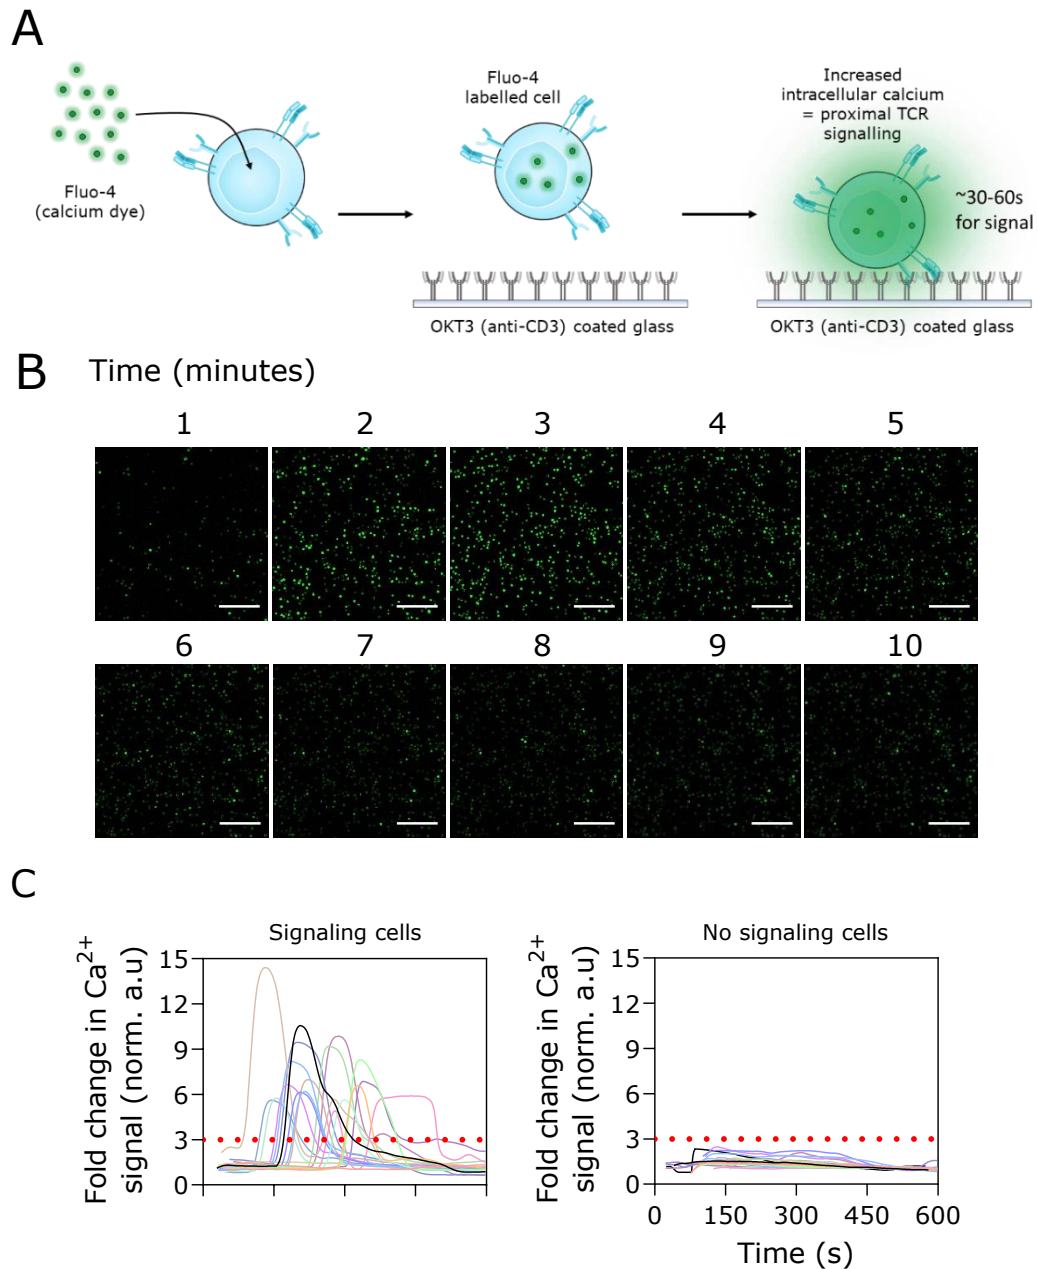 A
Fluo-4
(calcium dye)
Fluo-4
labelled cell
OKT3 (anti-CD3) coated glass
Increased
intracellular calcium
= proximal TCR
signalling
~30-60s
for signal
OKT3 (anti-CD3) coated glass
B
Time (minutes)
1 2 3 4 5
6 7 8 9 10
C
Signaling cells
Fold change in Ca2+
signal (norm. a.u)
15
12
9
6
3
0
No signaling cells
Fold change in Ca2+
signal (norm. a.u)
15
12
9
6
3
0
0 150 300 450 600
Time (s)